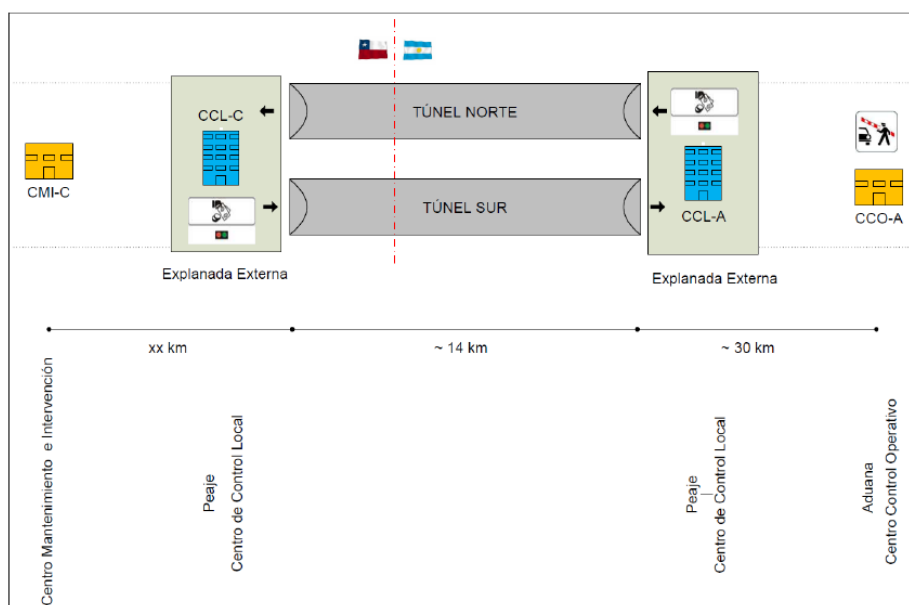 TÚNEL NORTE
CCL-C
CMI-C
TÚNEL SUR
CCL-A
CCO-A
Explanada Externa
Explanada Externa
xx km
~ 14 km
~ 30 km
Centro Mantenimiento e Intervención
Peaje
Centro de Control Local
Peaje
Centro de Control Local
Aduana
Centro Control Operativo